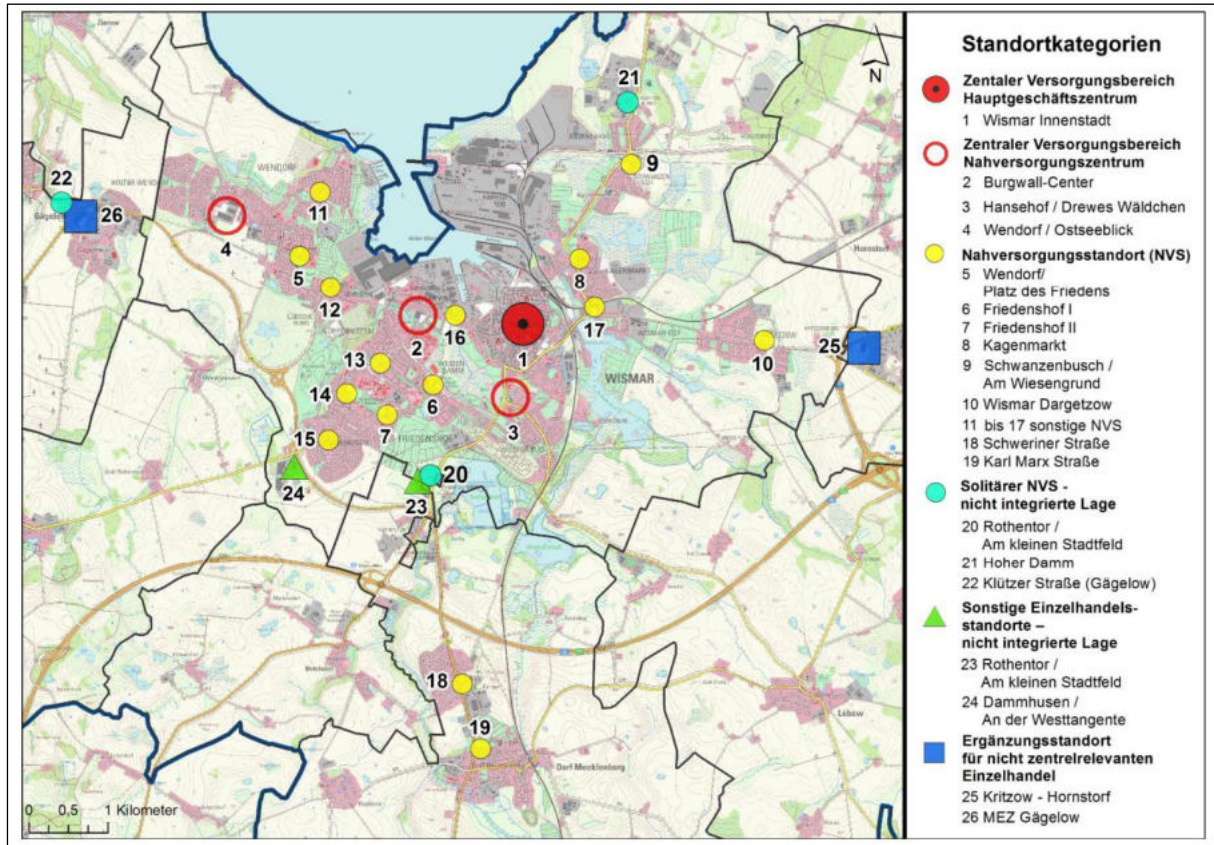 Standortkategorien
Zentaler Versorgungsbereich
Hauptgeschäftszentrum
1 Wismar Innenstadt
Zentraler Versorgungsbereich
Nahversorgungszentrum
2 Burgwall-Center
3 Hansehof / Drewes Wäldchen
4 Wendorf / Ostseeblick
Nahversorgungsstandort (NVS)
5 Wendorf/
Platz des Friedens
6 Friedenshof I
7 Friedenshof II
8 Kagenmarkt
9 Schwanzenbusch /
Am Wiesengrund
10 Wismar Dargetzow
11 bis 17 sonstige NVS
18 Schweriner Straße
19 Karl Marx Straße
Solitärer NVS -
nicht integrierte Lage
20 Rothentor /
Am kleinen Stadtfeld
21 Hoher Damm
22 Klützer Straße (Gägelow)
Sonstige Einzelhandels-
standorte –
nicht integrierte Lage
23 Rothentor /
Am kleinen Stadtfeld
24 Dammhusen /
An der Westtangente
Ergänzungsstandort
für nicht zentrelrelevanten
Einzelhandel
25 Kritzow - Hornstorf
26 MEZ Gägelow
N
21
9
WENDORF
22
26
11
4
Hornstorf
5
8
12
2
16
1
17
10
25
13
WISMAR
14
6
7
3
15
24
23
20
18
19
Dorf Mecklenburg
Lübow
0 0,5 1 Kilometer